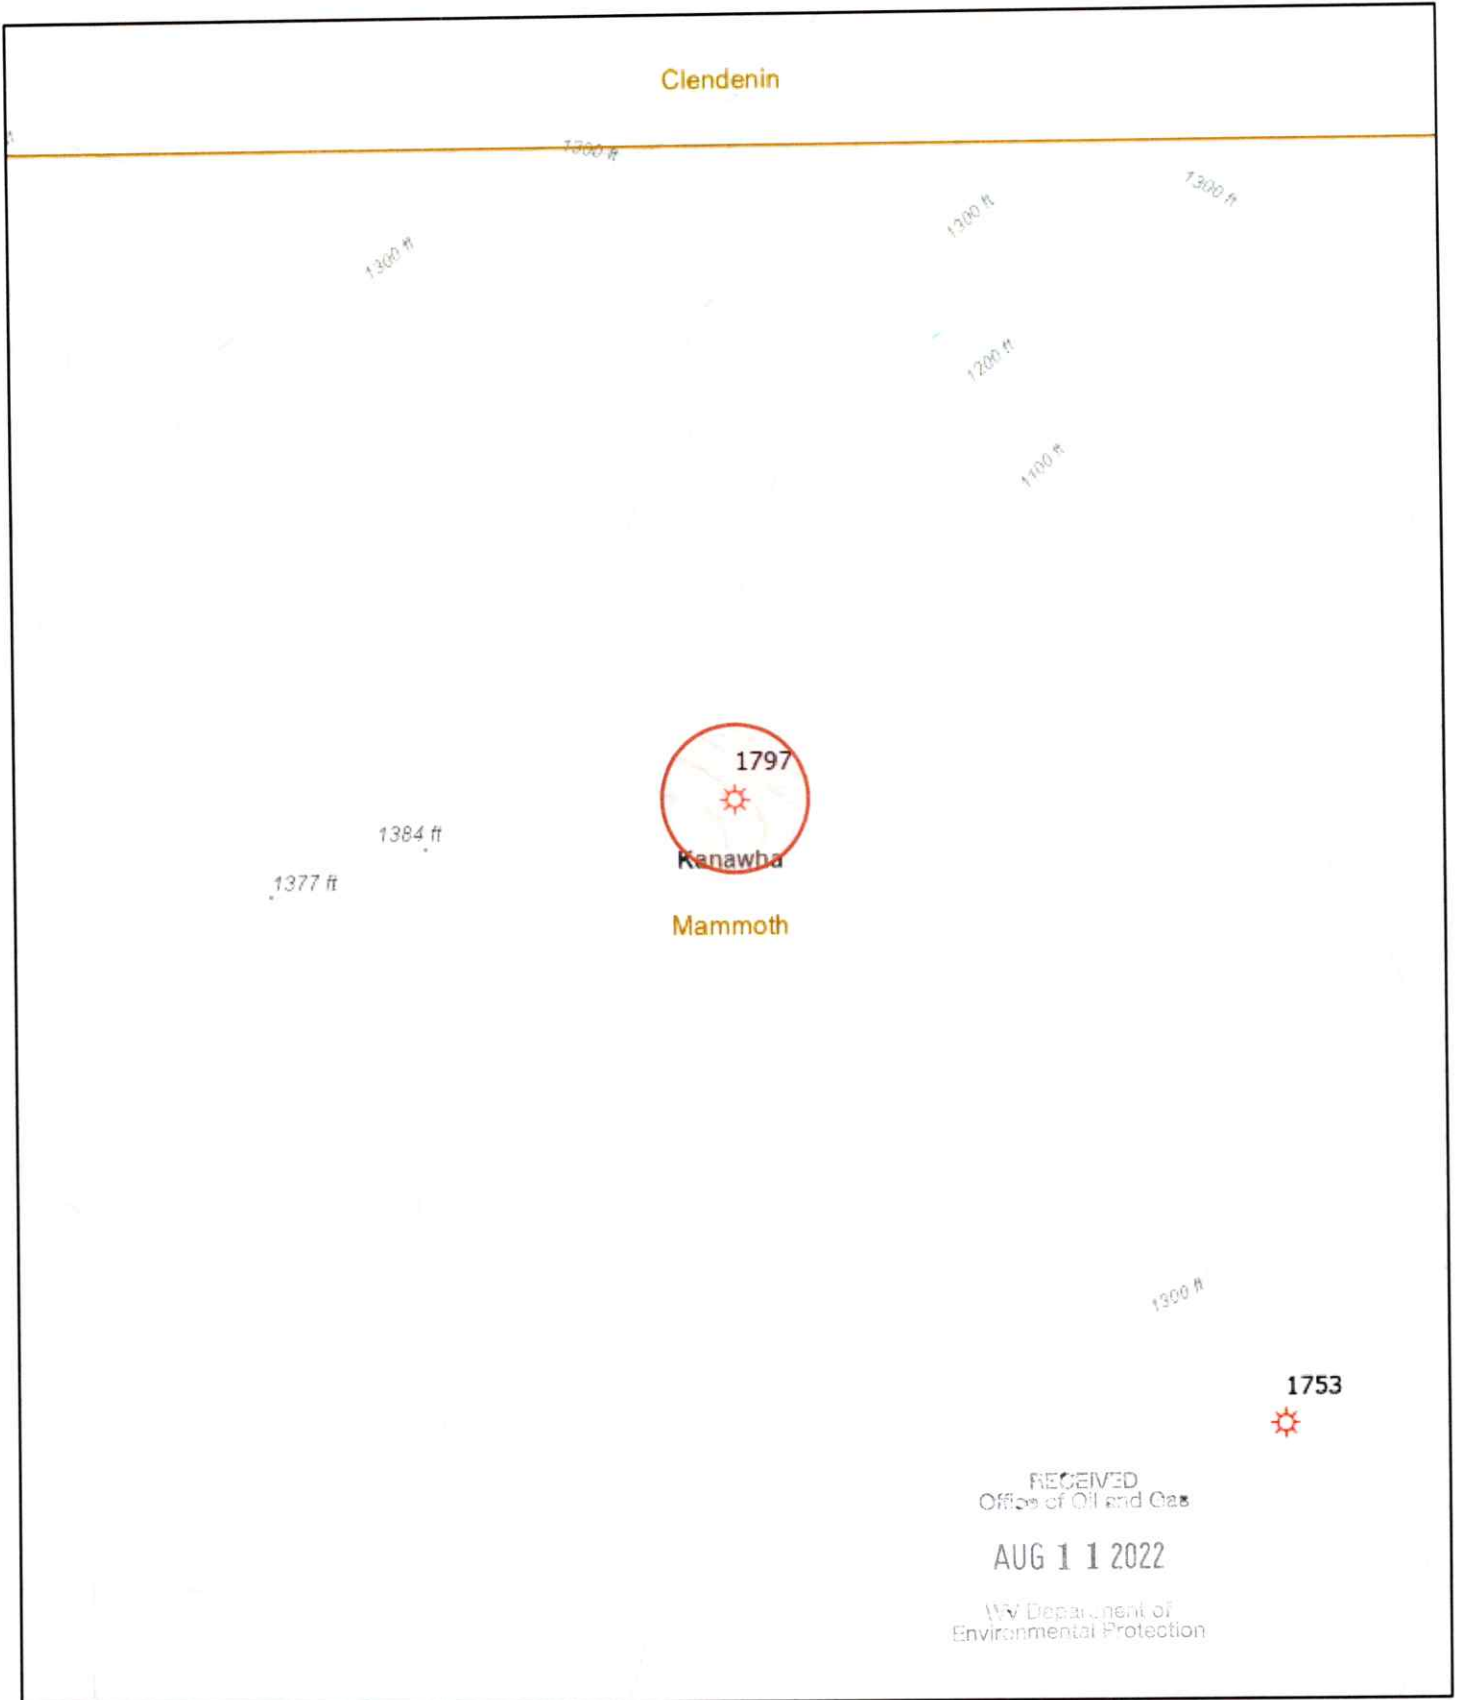 Clendenin
1300 ft
1300 ft
1300 ft
1300 ft
1200 ft
1100 ft
1797
1384 ft
Kanawha
1377 ft
Mammoth
1300 ft
1753
RECEIVED
Office of Oil and Gas
AUG 1 1 2022
WV Department of
Environmental Protection